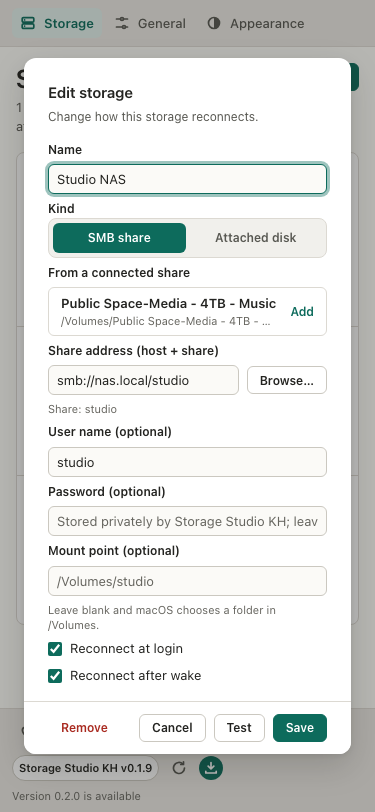 Storage
General
Appearance
Edit storage
Change how this storage reconnects.
Name
Studio NAS
Kind
SMB share
Attached disk
From a connected share
Public Space-Media - 4TB - Music
/Volumes/Public Space-Media - 4TB - ...
Add
Share address (host + share)
smb://nas.local/studio
Browse...
Share: studio
User name (optional)
studio
Password (optional)
Stored privately by Storage Studio KH; leav
Mount point (optional)
/Volumes/studio
Leave blank and macOS chooses a folder in
/Volumes.
Reconnect at login
Reconnect after wake
Remove
Cancel
Test
Save
Storage Studio KH v0.1.9
Version 0.2.0 is available